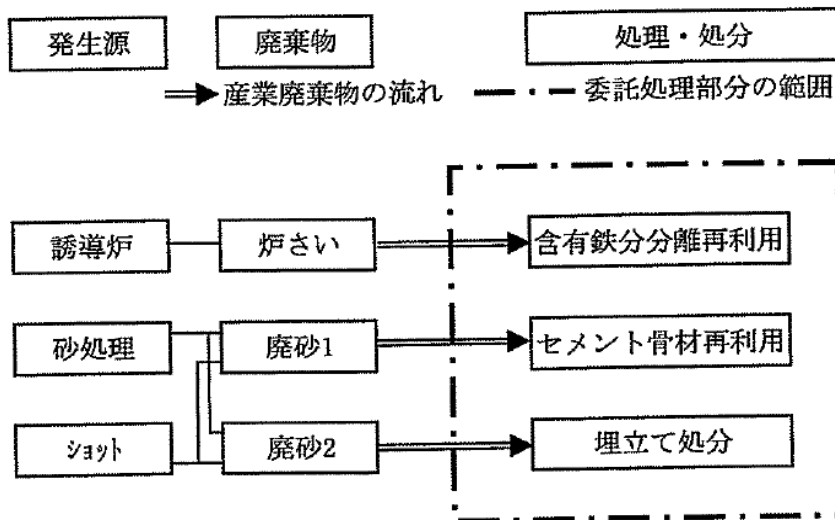 発生源 廃棄物 処理・処分
産業廃棄物の流れ 委託処理部分の範囲
誘導炉 炉さい 含有鉄分分離再利用
砂処理 廃砂1 セメント骨材再利用
ｼｮｯﾄ 廃砂2 埋立て処分